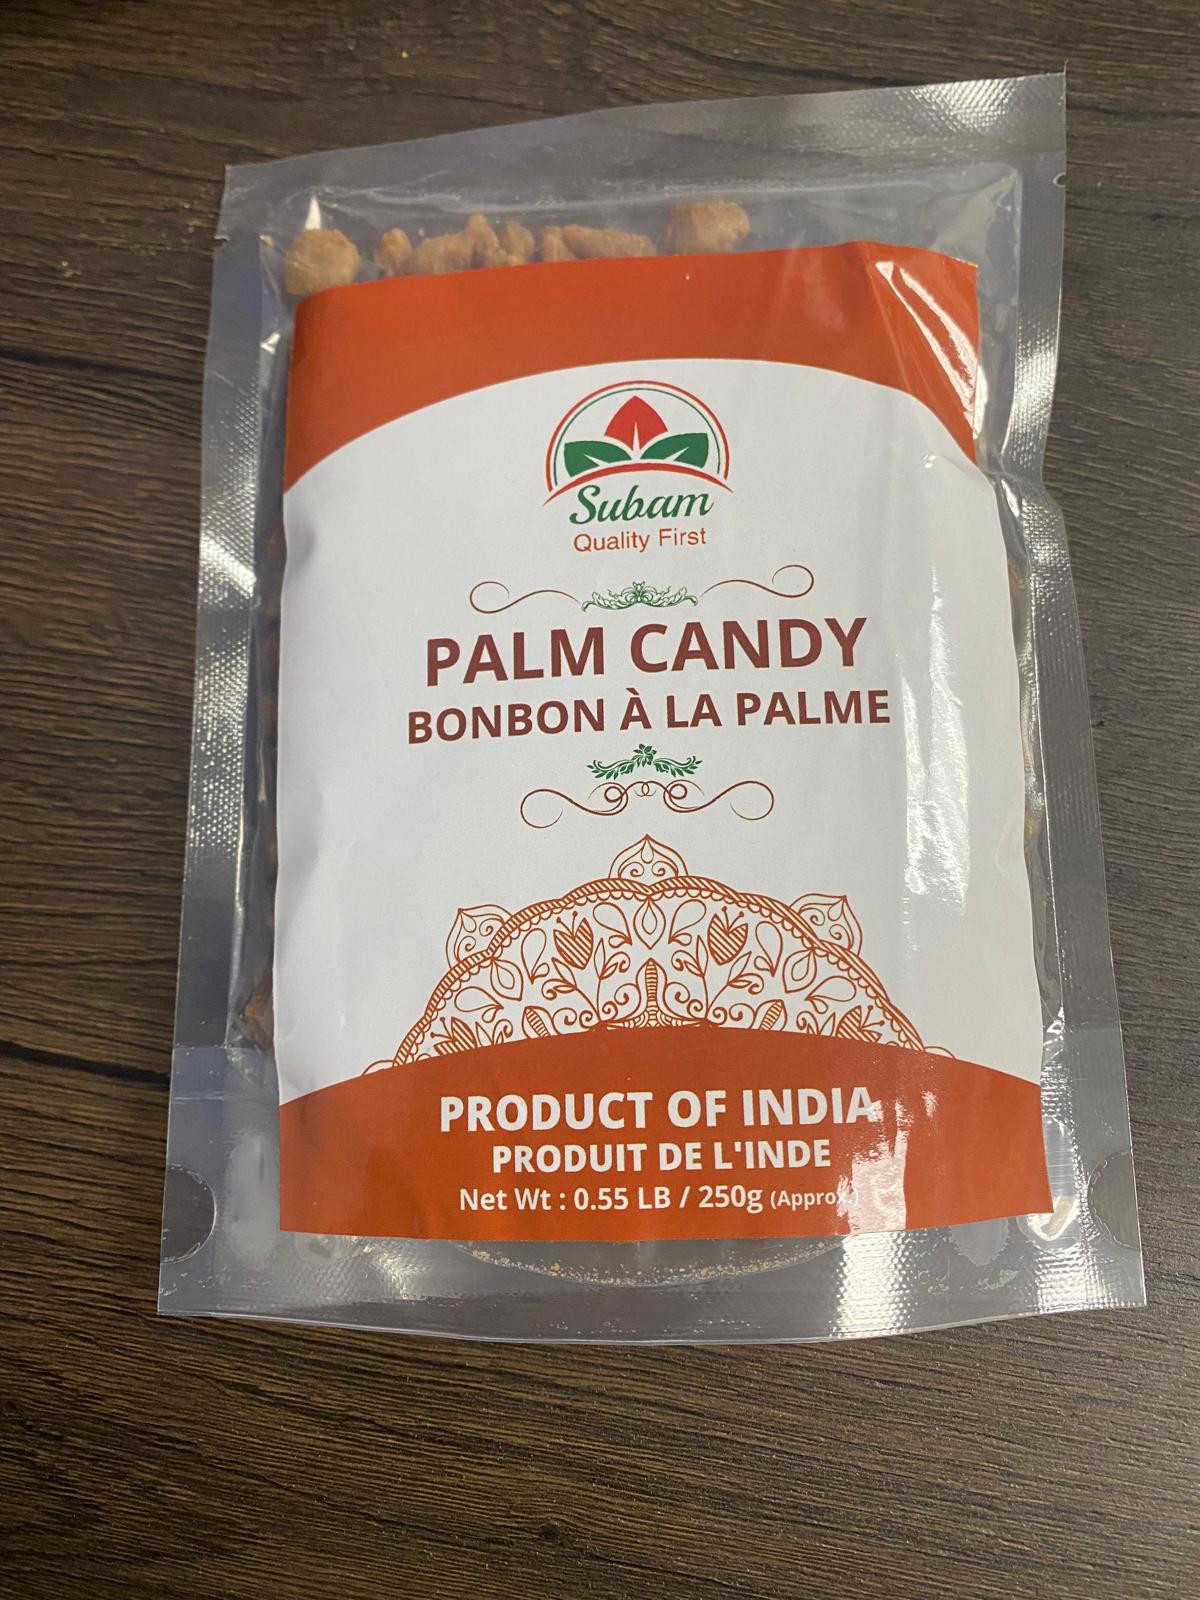 Subam
Quality First
PALM CANDY
BONBON À LA PALME
PRODUCT OF INDIA
PRODUIT DE L'INDE
Net Wt : 0.55 LB / 250g (Approx.)